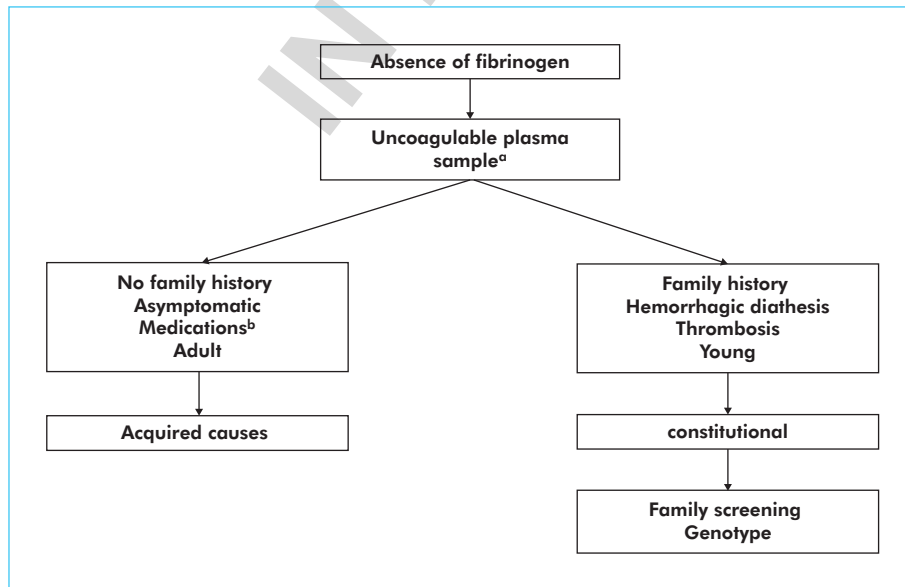 IN
Absence of fibrinogen
Uncoagulable plasma
sampleᵃ
No family history
Asymptomatic
Medicationsᵇ
Adult
Family history
Hemorrhagic diathesis
Thrombosis
Young
Acquired causes
constitutional
Family screening
Genotype